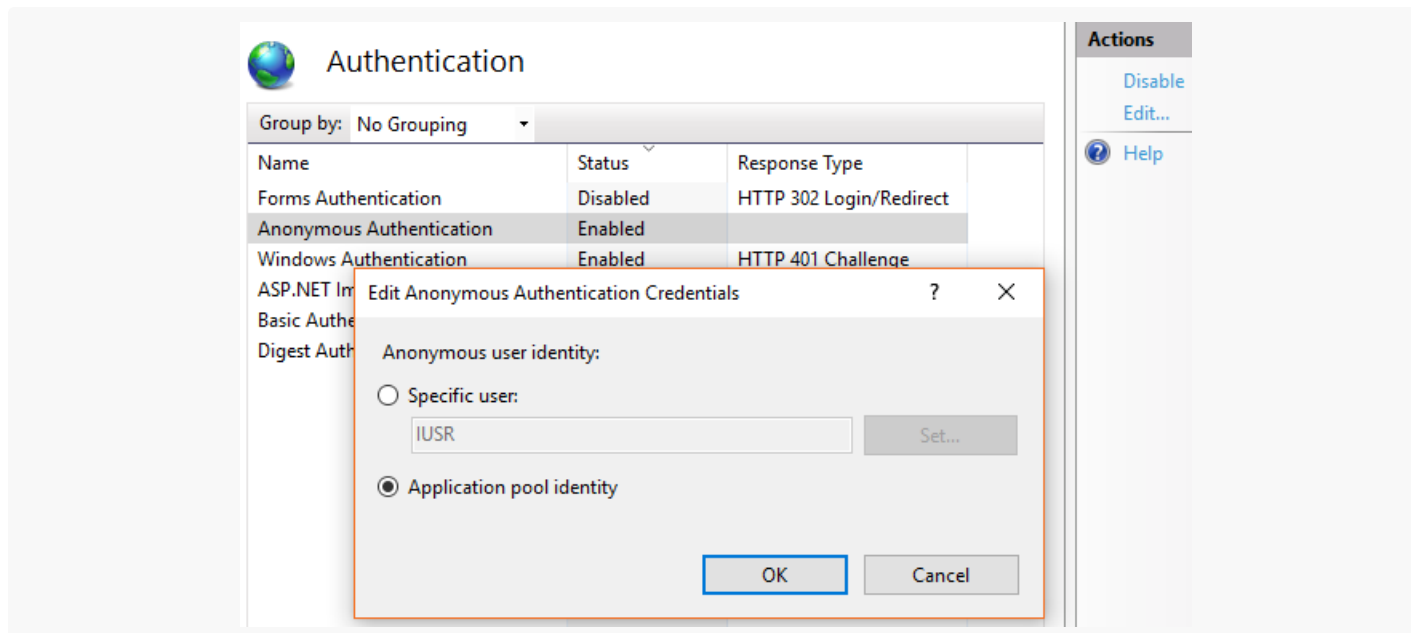 Authentication
Group by: No Grouping
Name Status Response Type
Forms Authentication Disabled HTTP 302 Login/Redirect
Anonymous Authentication Enabled
Windows Authentication Enabled HTTP 401 Challenge
ASP.NET Im
Basic Authe
Digest Auth
Edit Anonymous Authentication Credentials ?
Anonymous user identity:
Specific user:
IUSR Set...
Application pool identity
OK Cancel
Actions
Disable
Edit...
Help